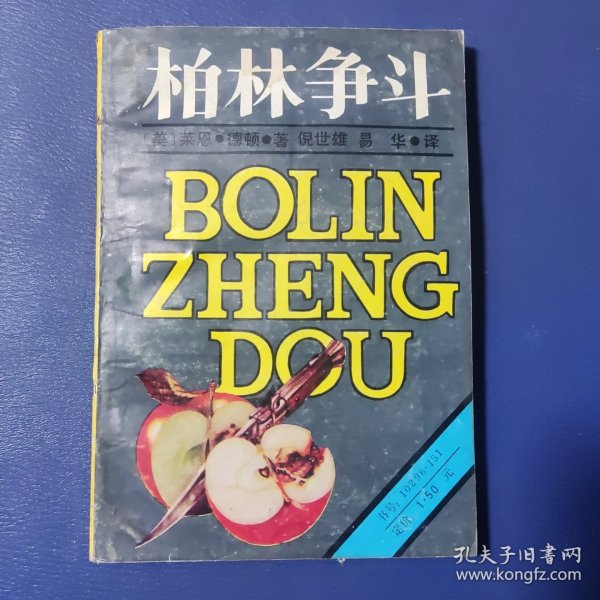 柏林争斗
〔美〕莱恩●德顿●著 倪世雄 易 华●译
BOLIN
ZHENG
DOU
书号：10296·151
定价：1·50 元
孔夫子旧书网
www.kongfz.com